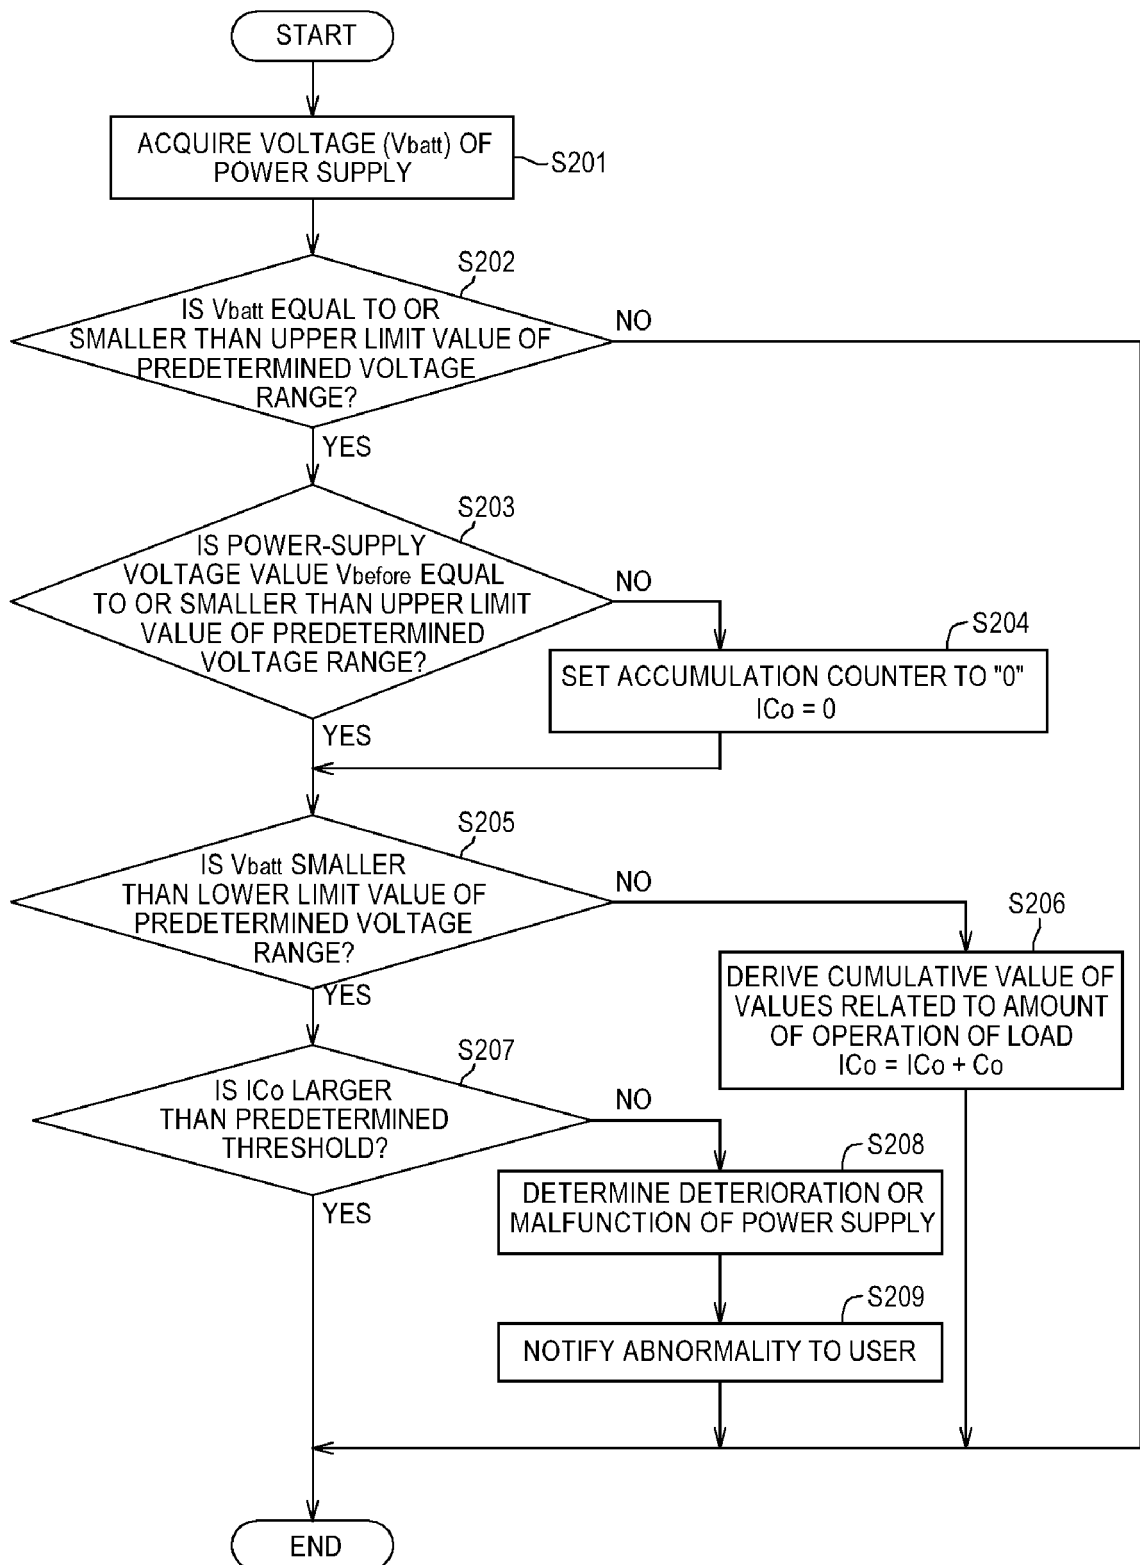 START
ACQUIRE VOLTAGE (Vbatt) OF
POWER SUPPLY
S201
S202
IS Vbatt EQUAL TO OR
SMALLER THAN UPPER LIMIT VALUE OF
PREDETERMINED VOLTAGE
RANGE?
NO
YES
S203
IS POWER-SUPPLY
VOLTAGE VALUE Vbefore EQUAL
TO OR SMALLER THAN UPPER LIMIT
VALUE OF PREDETERMINED
VOLTAGE RANGE?
NO
S204
SET ACCUMULATION COUNTER TO "0"
ICo = 0
YES
S205
IS Vbatt SMALLER
THAN LOWER LIMIT VALUE OF
PREDETERMINED VOLTAGE
RANGE?
NO
S206
DERIVE CUMULATIVE VALUE OF
VALUES RELATED TO AMOUNT
OF OPERATION OF LOAD
ICo = ICo + Co
YES
S207
IS ICo LARGER
THAN PREDETERMINED
THRESHOLD?
NO
S208
DETERMINE DETERIORATION OR
MALFUNCTION OF POWER SUPPLY
YES
S209
NOTIFY ABNORMALITY TO USER
END